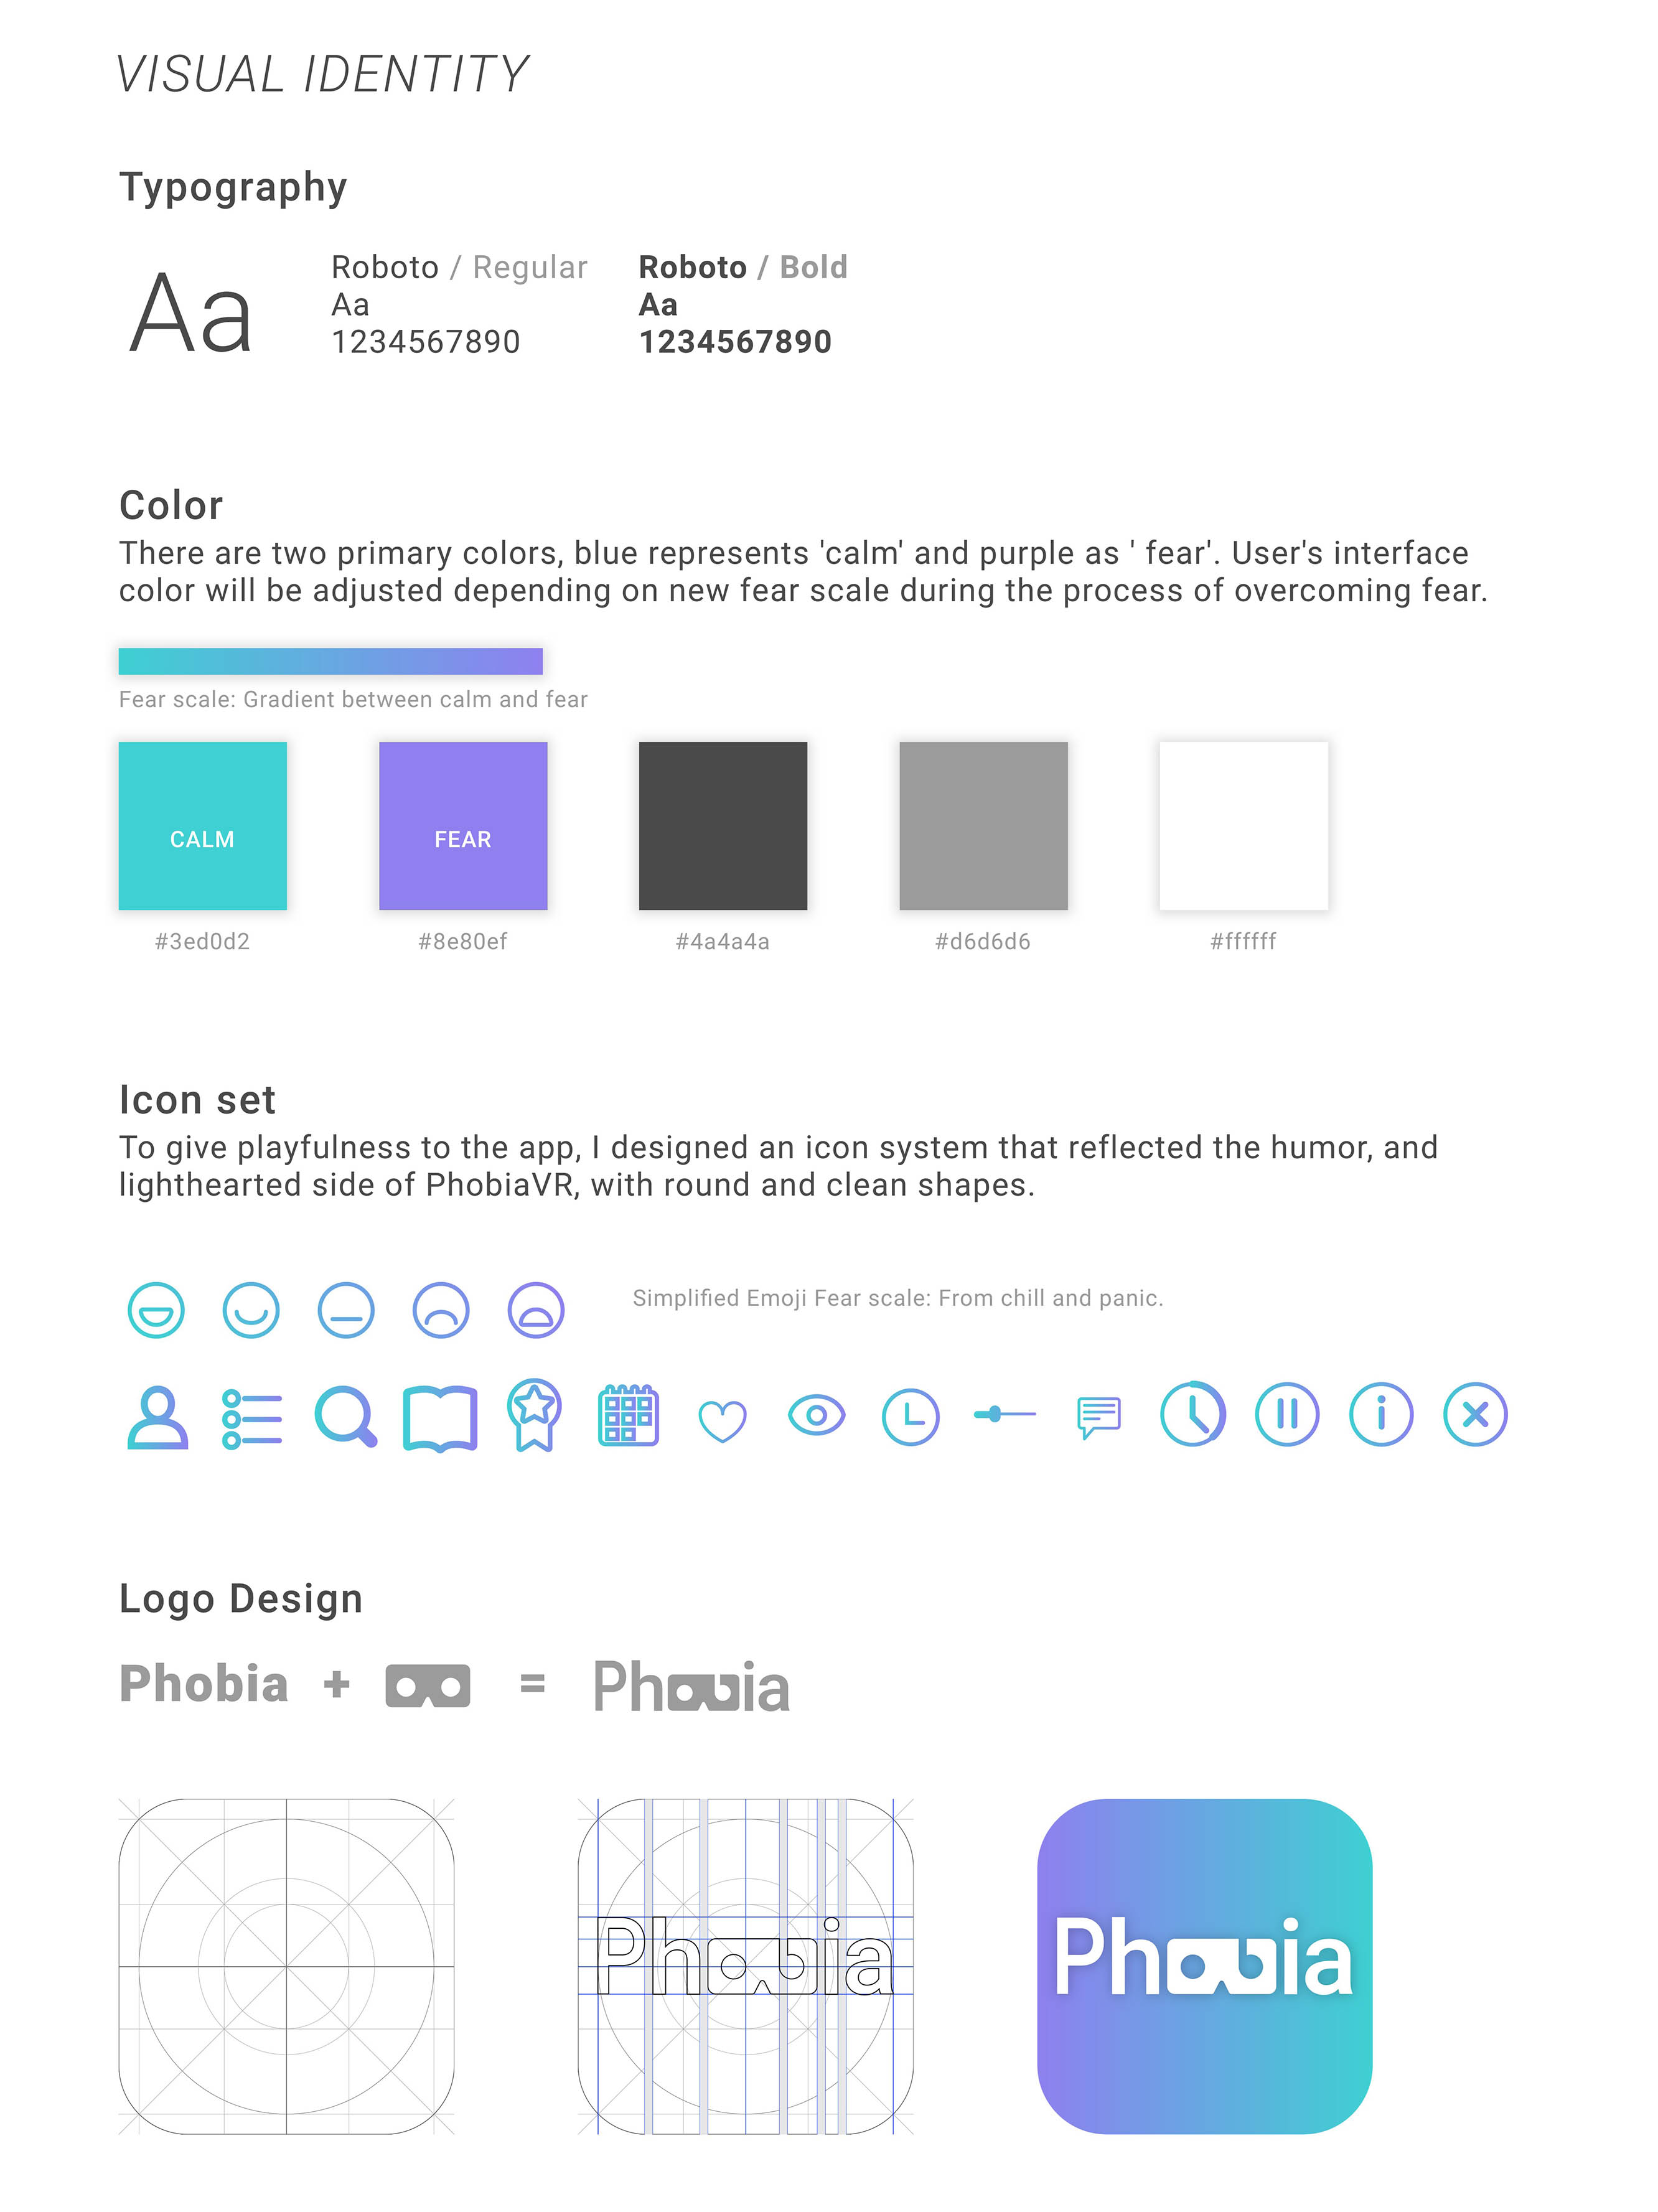 VISUAL IDENTITY
Typography
Aa
Roboto / Regular
Aa
1234567890
Roboto / Bold
Aa
1234567890
Color
There are two primary colors, blue represents 'calm' and purple as ' fear'. User's interface
color will be adjusted depending on new fear scale during the process of overcoming fear.
Fear scale: Gradient between calm and fear
CALM
FEAR
#3ed0d2
#8e80ef
#4a4a4a
#d6d6d6
#ffffff
Icon set
To give playfulness to the app, I designed an icon system that reflected the humor, and
lighthearted side of PhobiaVR, with round and clean shapes.
Simplified Emoji Fear scale: From chill and panic.
Logo Design
Phobia + = Phobia
Phobia
Phobia